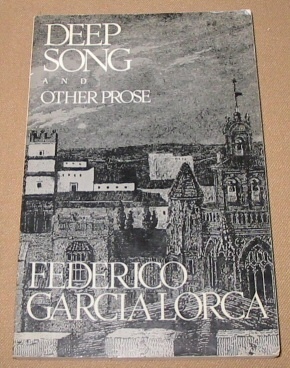 DEEP
SONG
AND
OTHER PROSE
FEDERICO
GARCIA LORCA